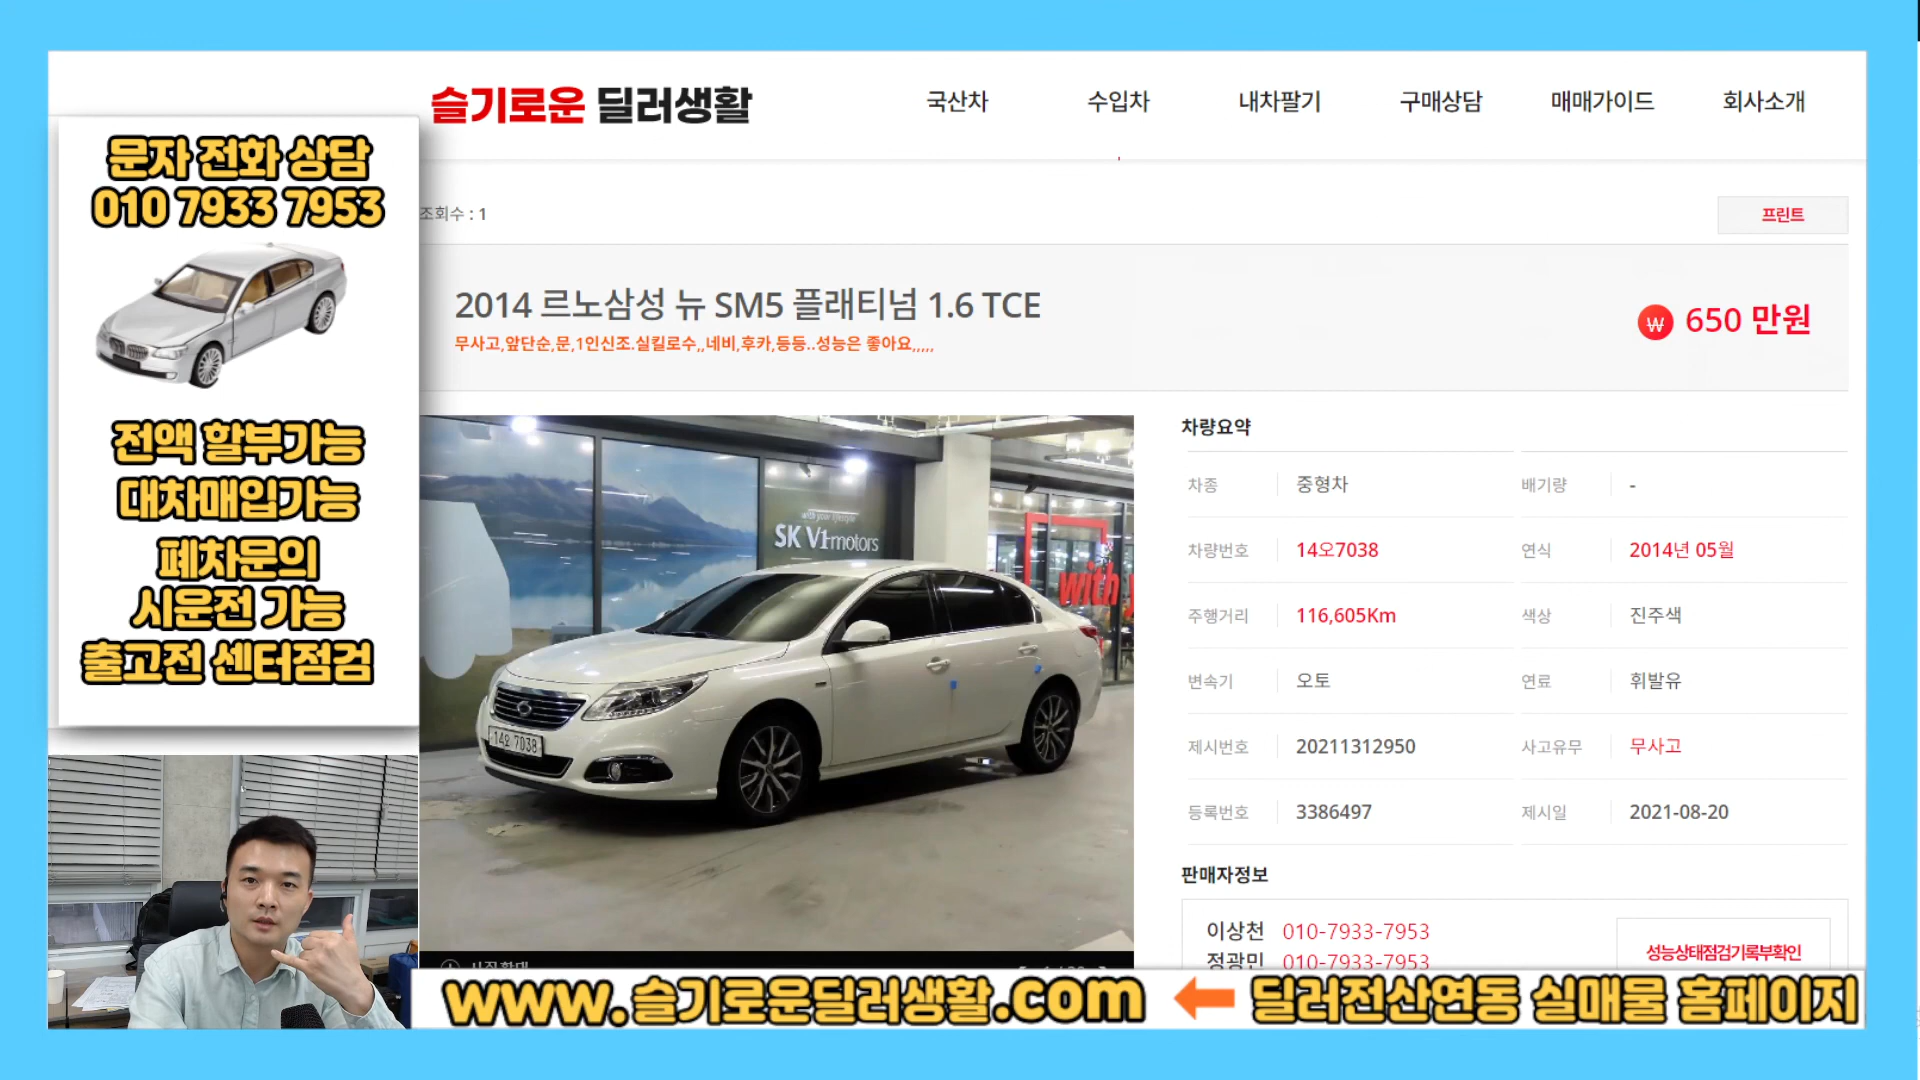 슬기로운 딜러생활
국산차 수입차 내차팔기 구매상담 매매가이드 회사소개
문자 전화 상담
010 7933 7953
전액 할부가능
대차매입가능
폐차문의
시운전 가능
출고전 센터점검
조회수 : 1
프린트
2014 르노삼성 뉴 SM5 플래티넘 1.6 TCE
무사고,앞단순,문,1인신조.실킬로수,,네비,후카,등등..성능은 좋아요,,,,,
₩ 650 만원
with your lifestyle
SK V1 motors
with
14오 7038
차량요약
차종 중형차 배기량 -
차량번호 14오7038 연식 2014년 05월
주행거리 116,605Km 색상 진주색
변속기 오토 연료 휘발유
제시번호 20211312950 사고유무 무사고
등록번호 3386497 제시일 2021-08-20
판매자정보
이상천 010-7933-7953
정광민 010-7933-7953
성능상태점검기록부확인
www.슬기로운딜러생활.com ← 딜러전산연동 실매물 홈페이지